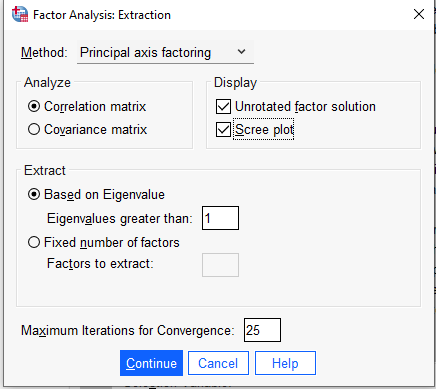 Factor Analysis: Extraction
Method: Principal axis factoring
Analyze
Correlation matrix
Covariance matrix
Display
Unrotated factor solution
Scree plot
Extract
Based on Eigenvalue
Eigenvalues greater than: 1
Fixed number of factors
Factors to extract:
Maximum Iterations for Convergence: 25
Continue Cancel Help